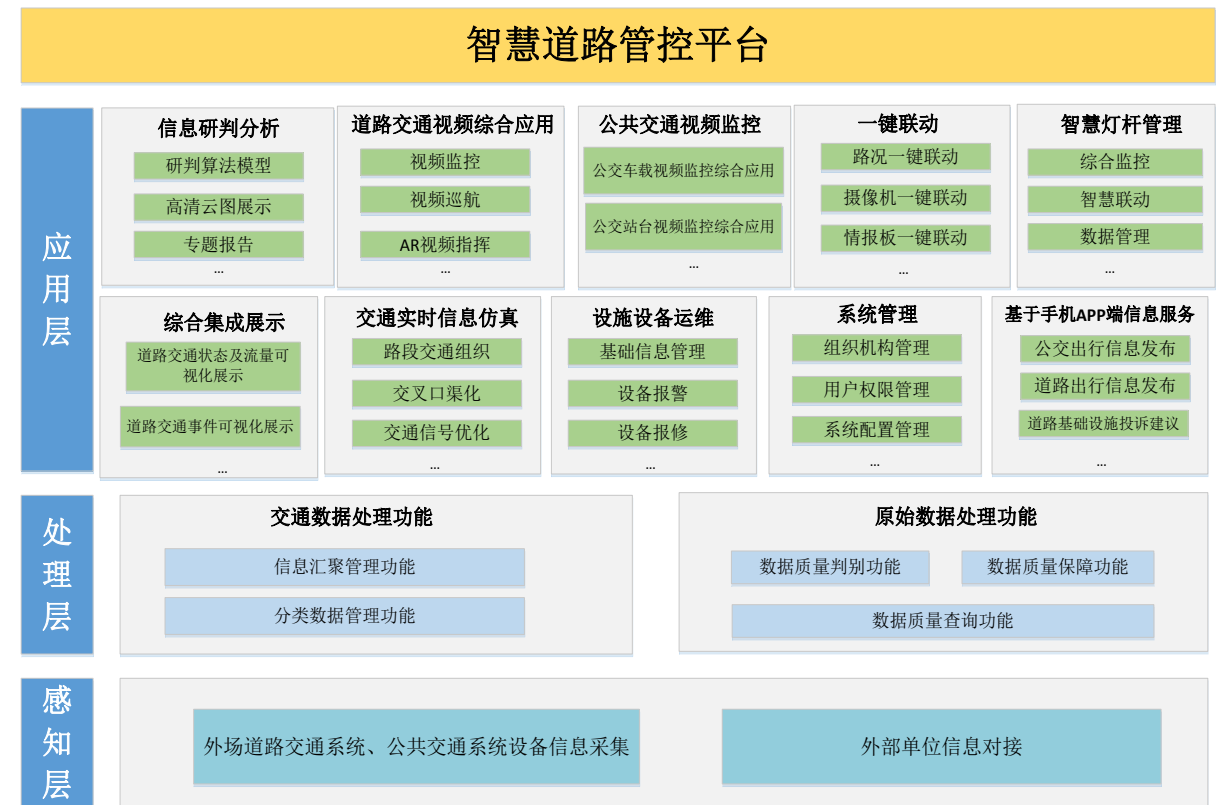 智慧道路管控平台
应用层
信息研判分析
研判算法模型
高清云图展示
专题报告
...
道路交通视频综合应用
视频监控
视频巡航
AR视频指挥
...
公共交通视频监控
公交车载视频监控综合应用
公交站台视频监控综合应用
...
一键联动
路况一键联动
摄像机一键联动
情报板一键联动
...
智慧灯杆管理
综合监控
智慧联动
数据管理
...
综合集成展示
道路交通状态及流量可
视化展示
道路交通事件可视化展示
...
交通实时信息仿真
路段交通组织
交叉口渠化
交通信号优化
...
设施设备运维
基础信息管理
设备报警
设备报修
...
系统管理
组织机构管理
用户权限管理
系统配置管理
...
基于手机APP端信息服务
公交出行信息发布
道路出行信息发布
道路基础设施投诉建议
...
处理层
交通数据处理功能
信息汇聚管理功能
分类数据管理功能
原始数据处理功能
数据质量判别功能
数据质量保障功能
数据质量查询功能
感知层
外场道路交通系统、公共交通系统设备信息采集
外部单位信息对接